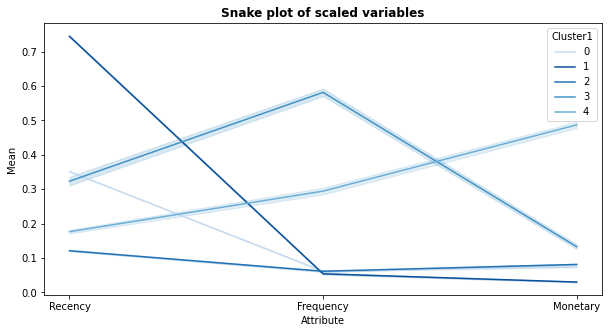 Snake plot of scaled variables
Cluster1
0
1
2
3
4
0.7
0.6
0.5
0.4
0.3
0.2
0.1
0.0
Mean
Recency Frequency Monetary
Attribute